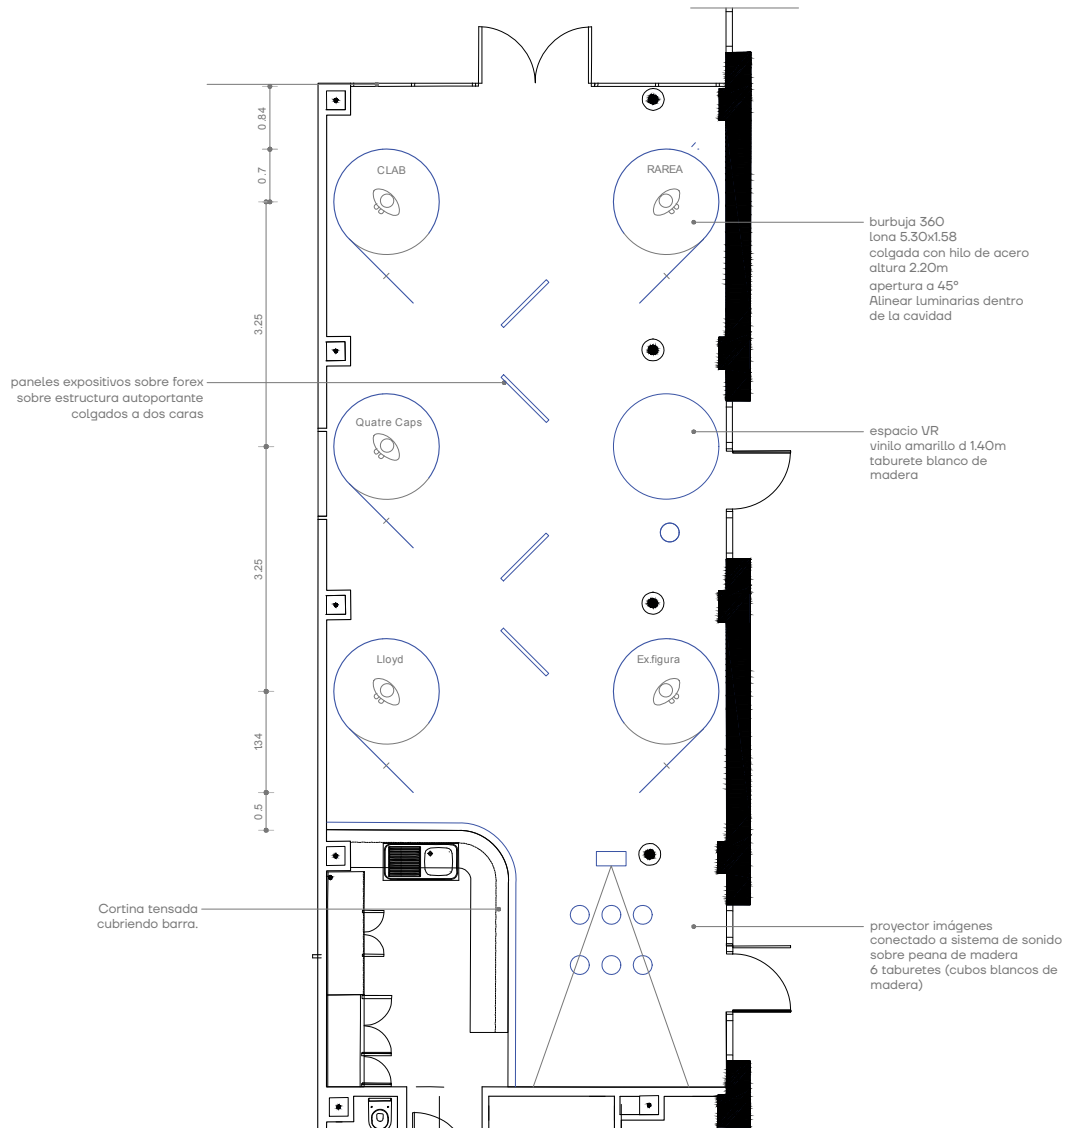 0.84
0.7
3.25
3.25
134
0.5
CLAB
RAREA
burbuja 360
lona 5.30x1.58
colgada con hilo de acero
altura 2.20m
apertura a 45°
Alinear luminarias dentro
de la cavidad
paneles expositivos sobre forex
sobre estructura autoportante
colgados a dos caras
Quatre Caps
espacio VR
vinilo amarillo d 1.40m
taburete blanco de
madera
Lloyd
Ex.figura
Cortina tensada
cubriendo barra.
proyector imágenes
conectado a sistema de sonido
sobre peana de madera
6 taburetes (cubos blancos de
madera)